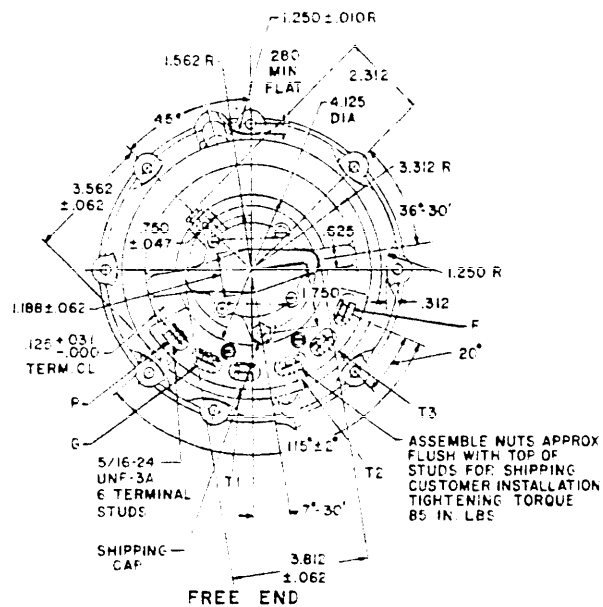 1.250±.010 R
1.562 R
.280
MIN
FLAT
2.312
4.125
DIA
45°
3.312 R
3.562
±.062
36°-30'
.750
±.047
.625
1.250 R
1.188±.062
1.750
.312
F
.125 +.031
-.000
TERM. CL
20°
P
T3
G
115°±2°
ASSEMBLE NUTS APPROX
FLUSH WITH TOP OF
STUDS FOR SHIPPING
CUSTOMER INSTALLATION
TIGHTENING TORQUE
85 IN. LBS
5/16-24
UNF-3A
6 TERMINAL
STUDS
T1
T2
7°-30'
SHIPPING
CAP
3.812
±.062
FREE END